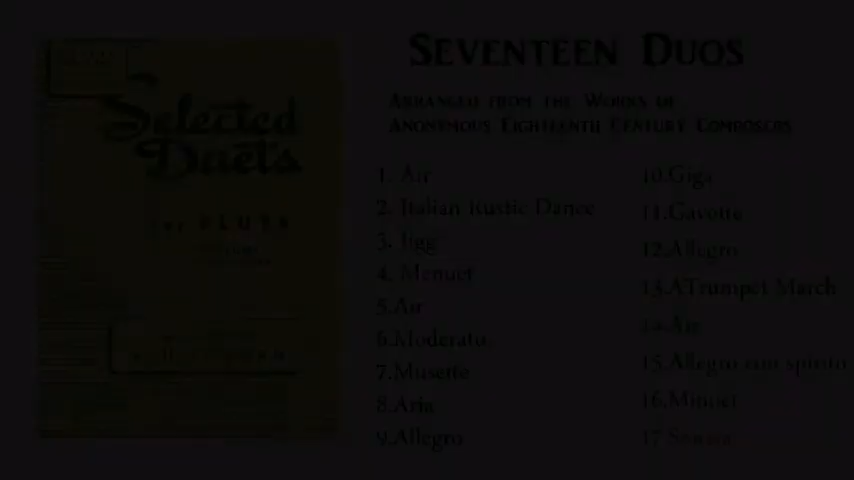 Selected
Duets
FLUTE
SEVENTEEN DUOS
ARRANGED FROM THE WORKS OF
ANONYMOUS EIGHTEENTH CENTURY COMPOSERS
1. Air
2. Italian Rustic Dance
3. Jigg
4. Menuet
5.Air
6.Moderato
7.Musette
8.Aria
9.Allegro
10.Giga
11.Gavotte
12.Allegro
13.A Trumpet March
14.Air
15.Allegro con spirito
16.Minuet
17